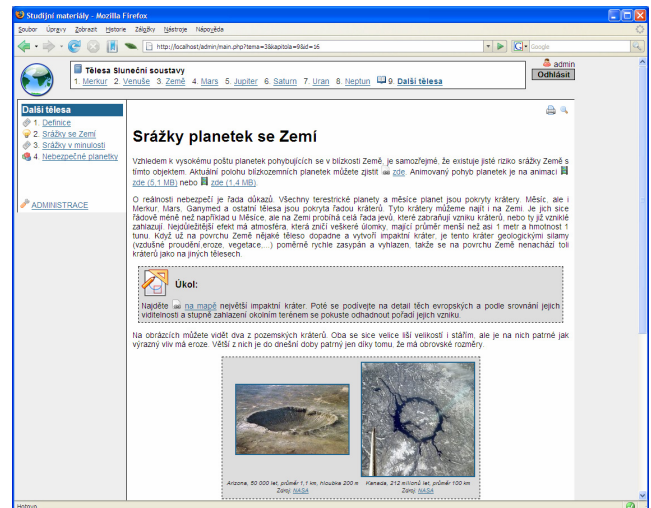 Studijní materiály - Mozilla Firefox
Soubor Úpravy Zobrazit Historie Záložky Nástroje Nápověda
http://localhost/admin/main.php?tema=3&kapitola=9&id=16
Google
admin
Odhlásit
Tělesa Sluneční soustavy
1. Merkur 2. Venuše 3. Země 4. Mars 5. Jupiter 6. Saturn 7. Uran 8. Neptun 9. Další tělesa
Další tělesa
1. Definice
2. Srážky se Zemí
3. Srážky v minulosti
4. Nebezpečné planetky
ADMINISTRACE
Srážky planetek se Zemí
Vzhledem k vysokému poštu planetek pohybujících se v blízkosti Země, je samozřejmé, že existuje jisté riziko srážky Země s
tímto objektem. Aktuální polohu blízkozemních planetek můžete zjistit zde. Animovaný pohyb planetek je na animaci
zde (5.1 MB) nebo zde (1.4 MB).
O reálnosti nebezpečí je řada důkazů. Všechny terestrické planety a měsíce planet jsou pokryty krátery. Měsíc, ale i
Merkur, Mars, Ganymed a ostatní tělesa jsou pokryta řadou kráterů. Tyto krátery můžeme najít i na Zemi. Je jich sice
řádově méně než například u Měsíce, ale na Zemi probíhá celá řada jevů, které zabraňují vzniku kráterů, nebo ty již vzniklé
zahlazují. Nejdůležitější efekt má atmosféra, která zničí veškeré úlomky, mající průměr menší než asi 1 metr a hmotnost 1
tunu. Když už na povrchu Země nějaké těleso dopadne a vytvoří impaktní kráter, je tento kráter geologickými silami
(vzdušné proudění,eroze, vegetace,...) poměrně rychle zasypán a vyhlazen, takže se na povrchu Země nenachází toli
kráterů jako na jiných tělesech.
Úkol:
Najděte na mapě největší impaktní kráter. Poté se podívejte na detail těch evropských a podle srovnání jejich
viditelnosti a stupně zahlazení okolním terénem se pokuste odhadnout pořadí jejich vzniku.
Na obrázcích můžete vidět dva z pozemských kráterů. Oba se sice velice liší velikostí i stářím, ale je na nich patrné jak
výrazný vliv má eroze. Větší z nich je do dnešní doby patrný jen díky tomu, že má obrovské rozměry.
Arizona, 50 000 let, průměr 1,1 km, hloubka 200 m
Zdroj: NASA
Kanada, 212 miliónů let, průměr 100 km
Zdroj: NASA
Hotovo